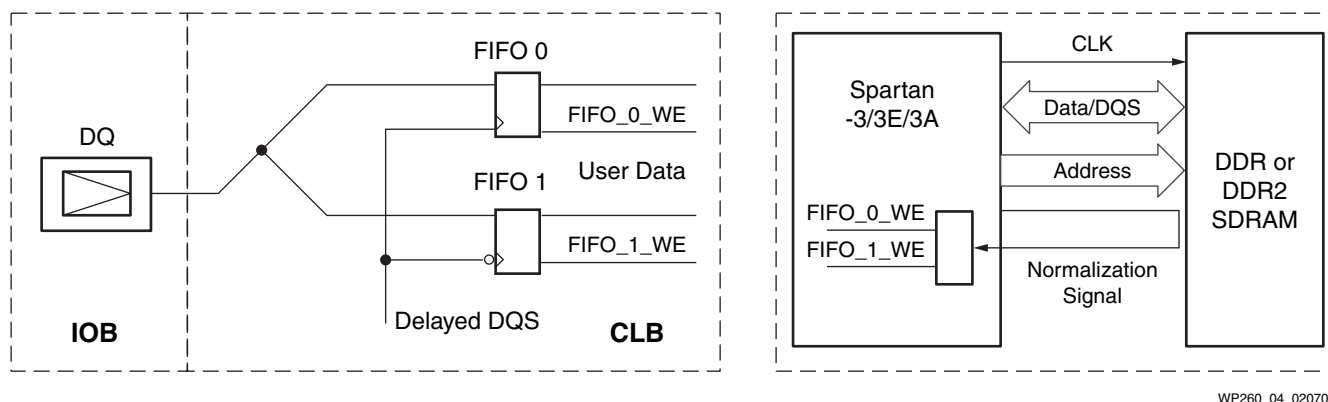 FIFO 0
FIFO_0_WE
DQ
User Data
FIFO 1
FIFO_1_WE
Delayed DQS
IOB
CLB
CLK
Spartan
-3/3E/3A
Data/DQS
Address
DDR or
DDR2
SDRAM
FIFO_0_WE
FIFO_1_WE
Normalization
Signal
WP260_04_02070